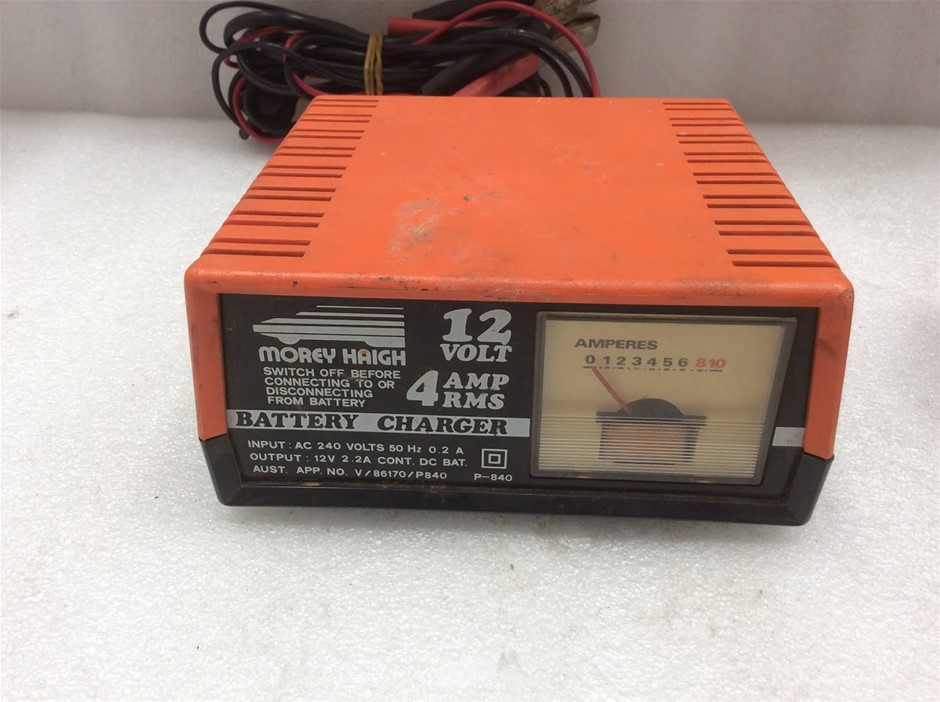 MOREY HAIGH
SWITCH OFF BEFORE
CONNECTING TO OR
DISCONNECTING
FROM BATTERY
12
VOLT
4 AMP
RMS
BATTERY CHARGER
INPUT: AC 240 VOLTS 50 Hz 0.2 A
OUTPUT: 12V 2.2A CONT. DC BAT.
AUST. APP. NO. V/86170/P840
P-840
AMPERES
0 1 2 3 4 5 6 8 10